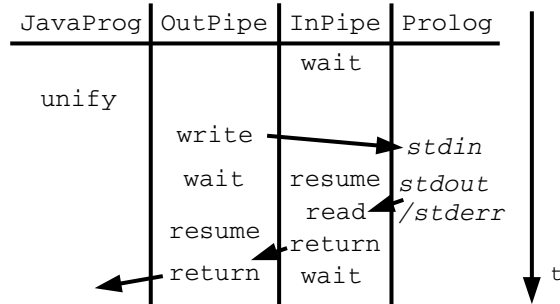 JavaProg OutPipe InPipe Prolog
wait
unify
write
stdin
wait resume stdout
read /stderr
resume
return
return wait
t